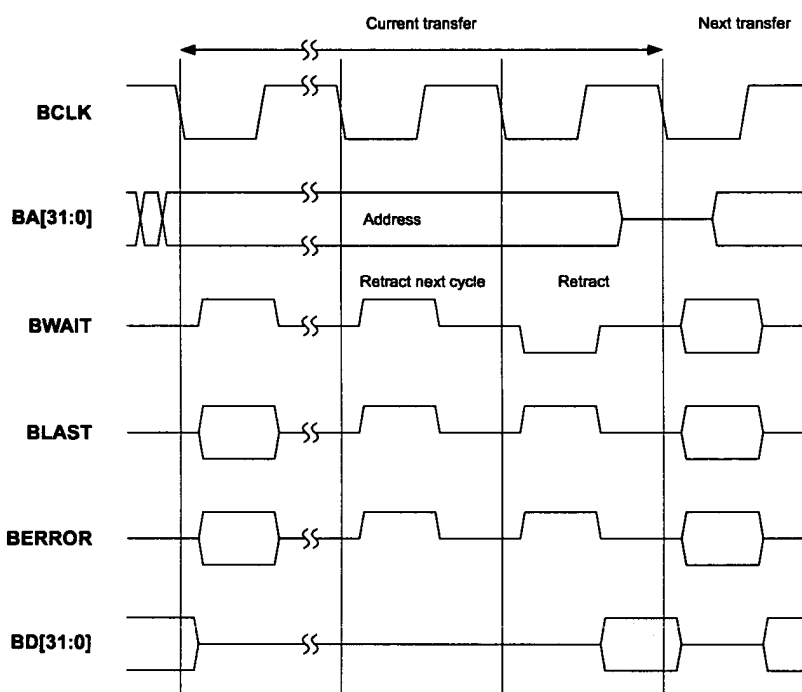 Current transfer
Next transfer
BCLK
BA[31:0]
Address
Retract next cycle
Retract
BWAIT
BLAST
BERROR
BD[31:0]